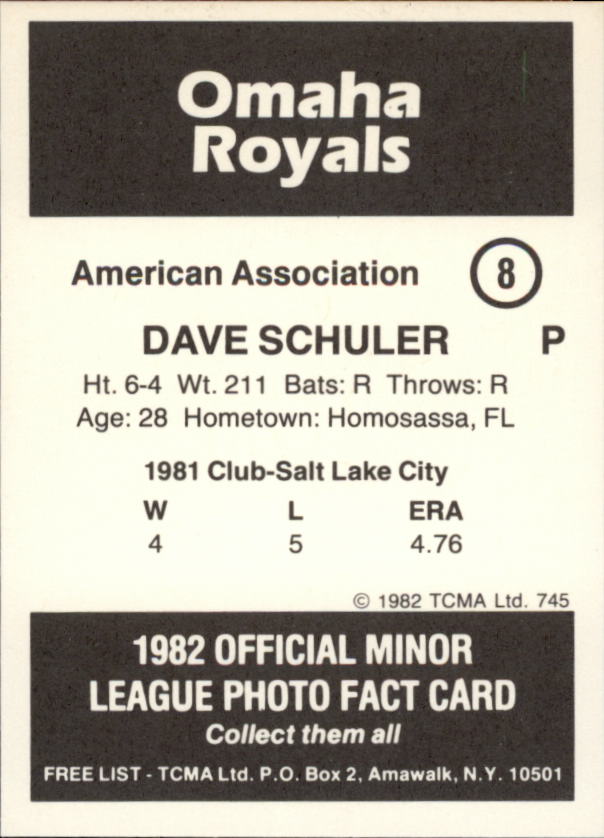 Omaha
Royals
American Association 8
DAVE SCHULER P
Ht. 6-4 Wt. 211 Bats: R Throws: R
Age: 28 Hometown: Homosassa, FL
1981 Club-Salt Lake City
W L ERA
4 5 4.76
© 1982 TCMA Ltd. 745
1982 OFFICIAL MINOR
LEAGUE PHOTO FACT CARD
Collect them all
FREE LIST - TCMA Ltd. P.O. Box 2, Amawalk, N.Y. 10501